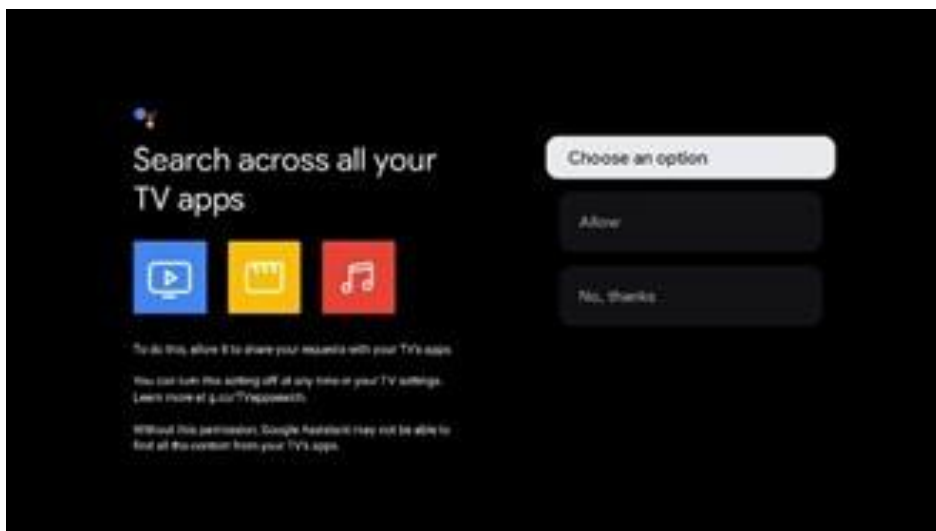 Search across all your
TV apps
To do this, allow it to share your requests with your TV's apps.
You can turn this setting off at any time in your TV settings.
Learn more at g.co/TVappsearch.
Without this permission, Google Assistant may not be able to
find all the content from your TV's apps.
Choose an option
Allow
No, thanks